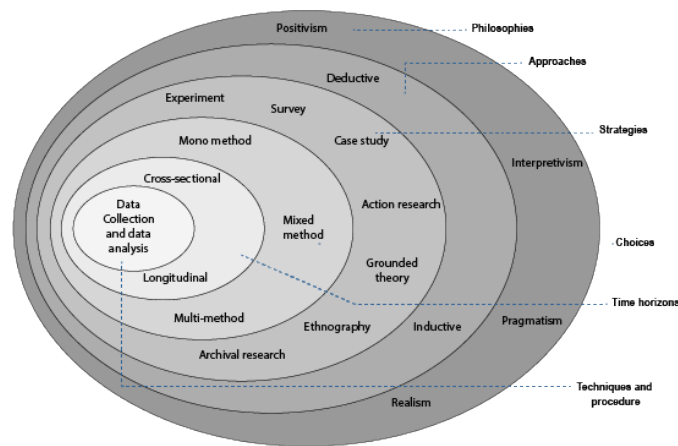 Positivism
Philosophies
Approaches
Deductive
Experiment
Survey
Strategies
Mono method
Case study
Interpretivism
Cross-sectional
Data
Collection
and data
analysis
Action research
Mixed
method
Choices
Grounded
theory
Longitudinal
Time horizons
Multi-method
Ethnography
Inductive
Pragmatism
Archival research
Techniques and
procedure
Realism